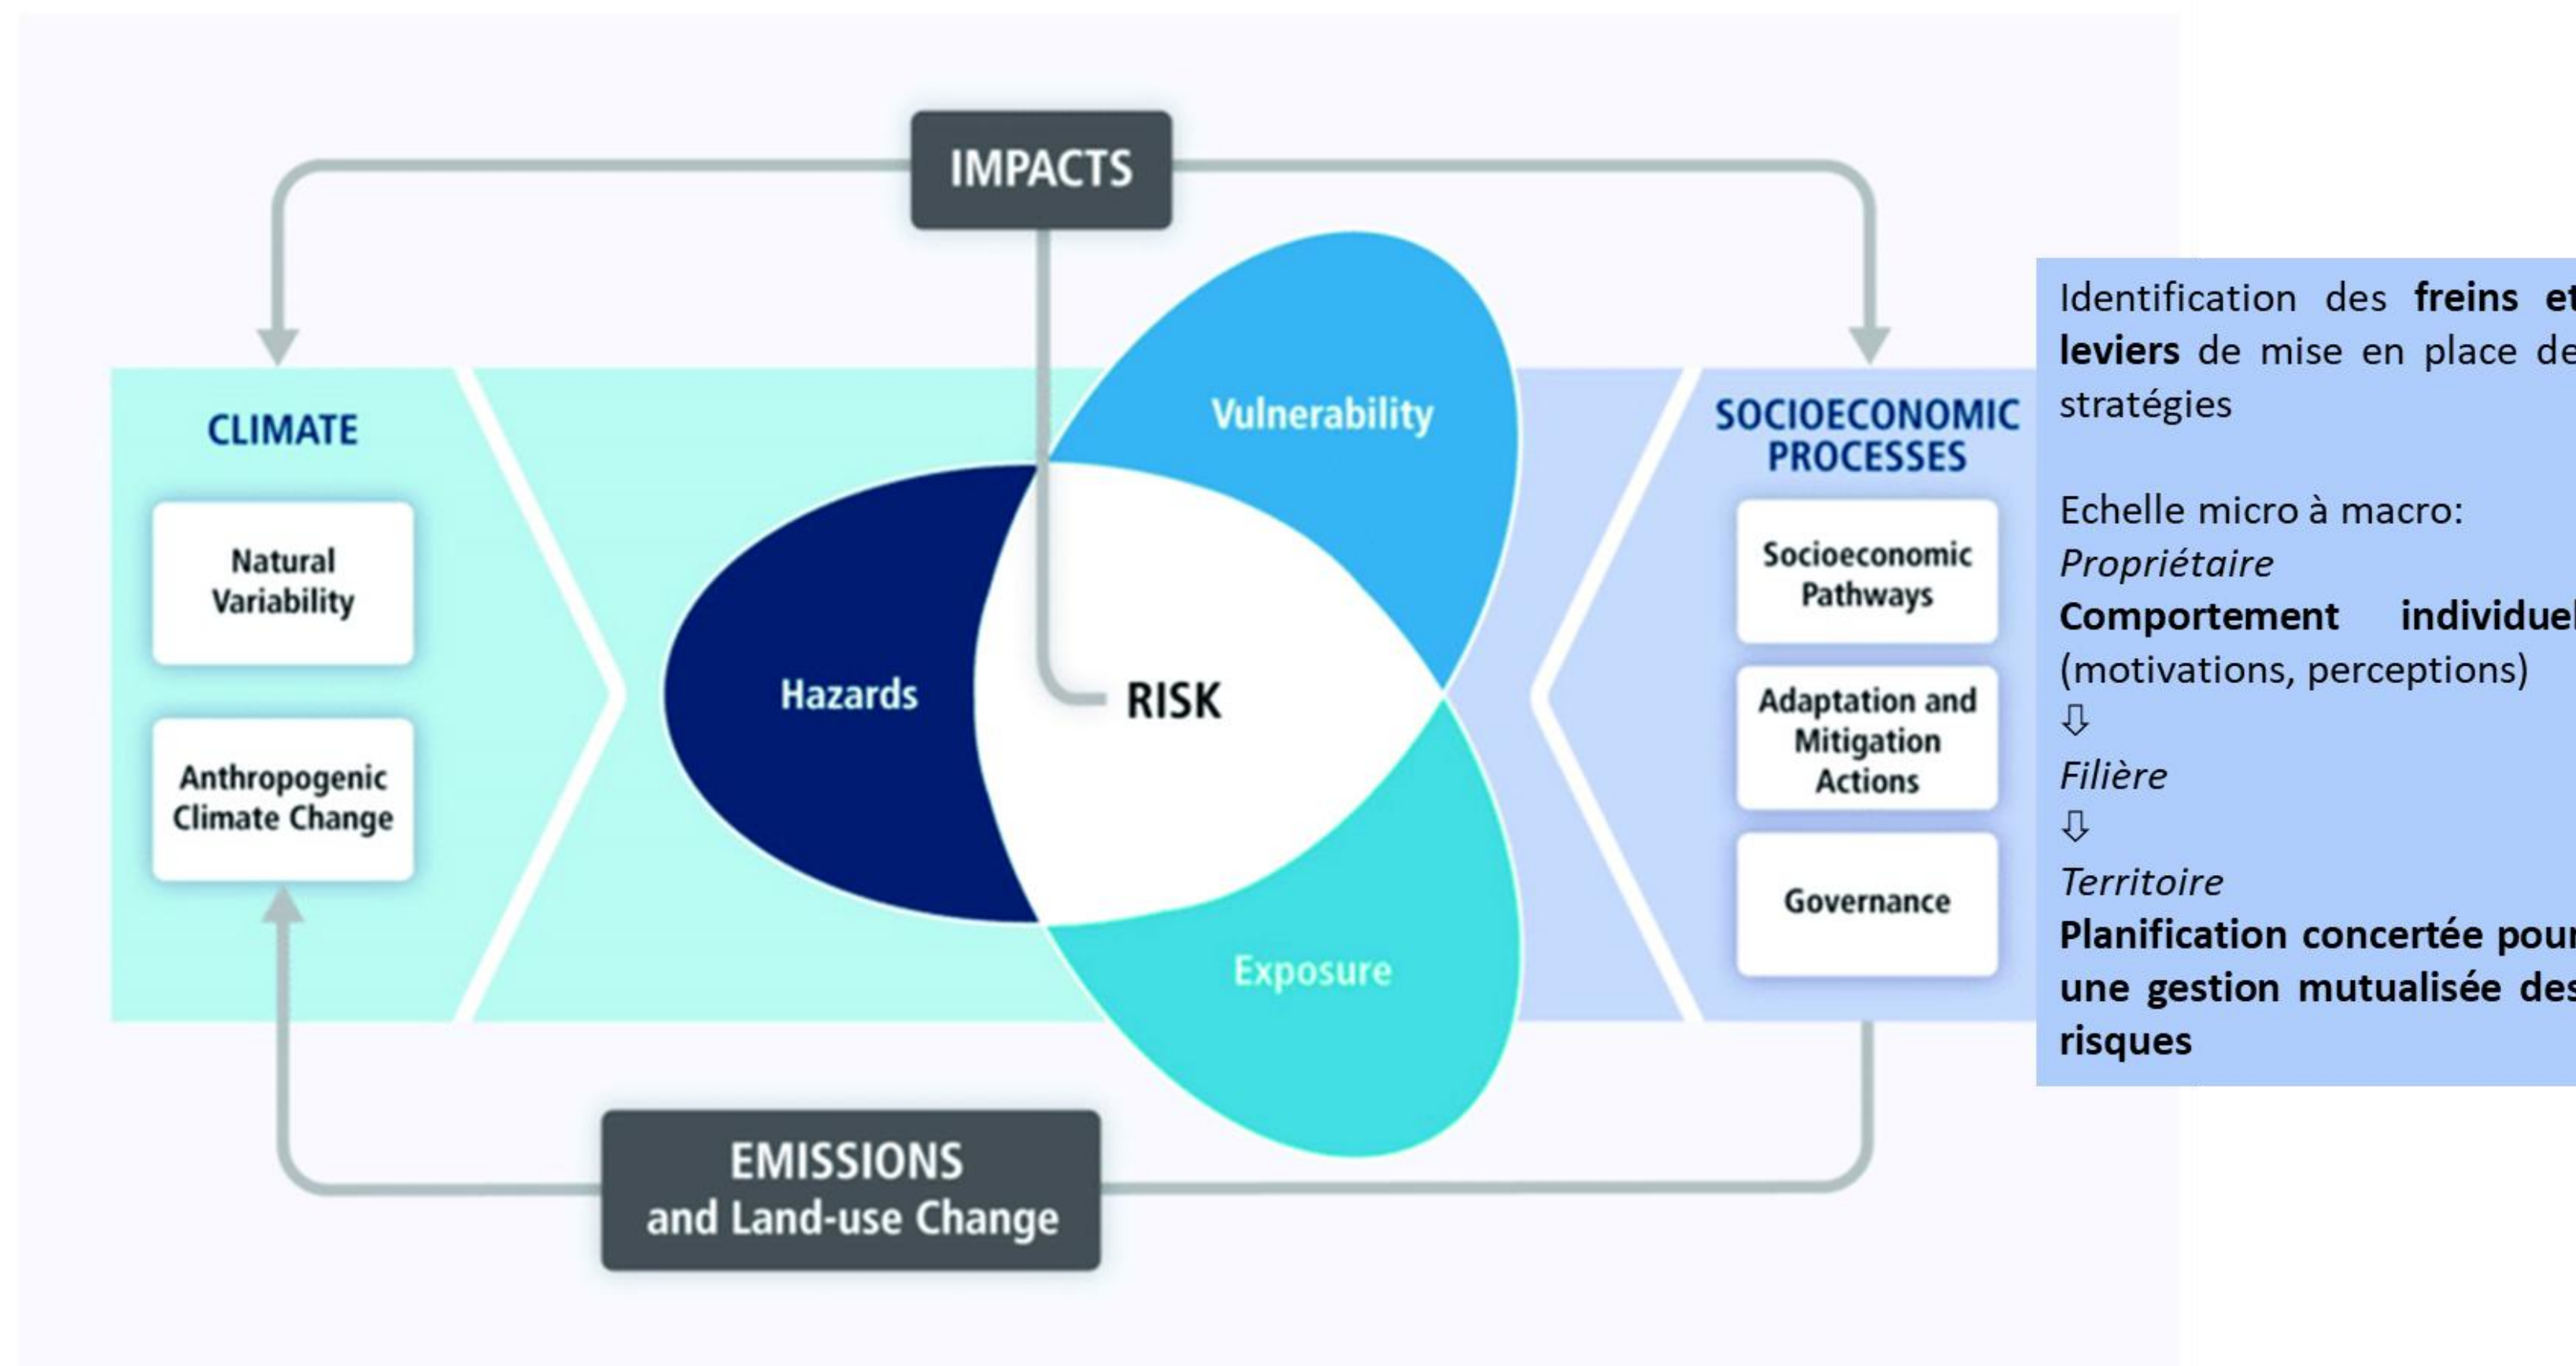 IMPACTS
CLIMATE
Natural
Variability
Anthropogenic
Climate Change
Vulnerability
Hazards
RISK
Exposure
SOCIOECONOMIC
PROCESSES
Socioeconomic
Pathways
Adaptation and
Mitigation
Actions
Governance
EMISSIONS
and Land-use Change
Identification des freins et
leviers de mise en place de
stratégies
Echelle micro à macro:
Propriétaire
Comportement individuel
(motivations, perceptions)
⇩
Filière
⇩
Territoire
Planification concertée pour
une gestion mutualisée des
risques